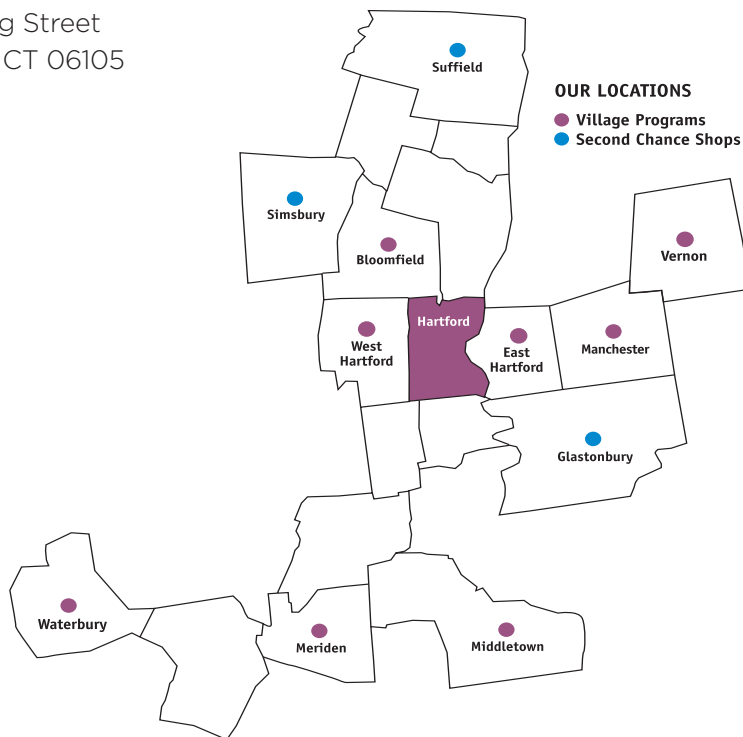 g Street
CT 06105
Suffield
OUR LOCATIONS
Village Programs
Second Chance Shops
Simsbury
Bloomfield
Vernon
Hartford
West
Hartford
East
Hartford
Manchester
Glastonbury
Waterbury
Meriden
Middletown